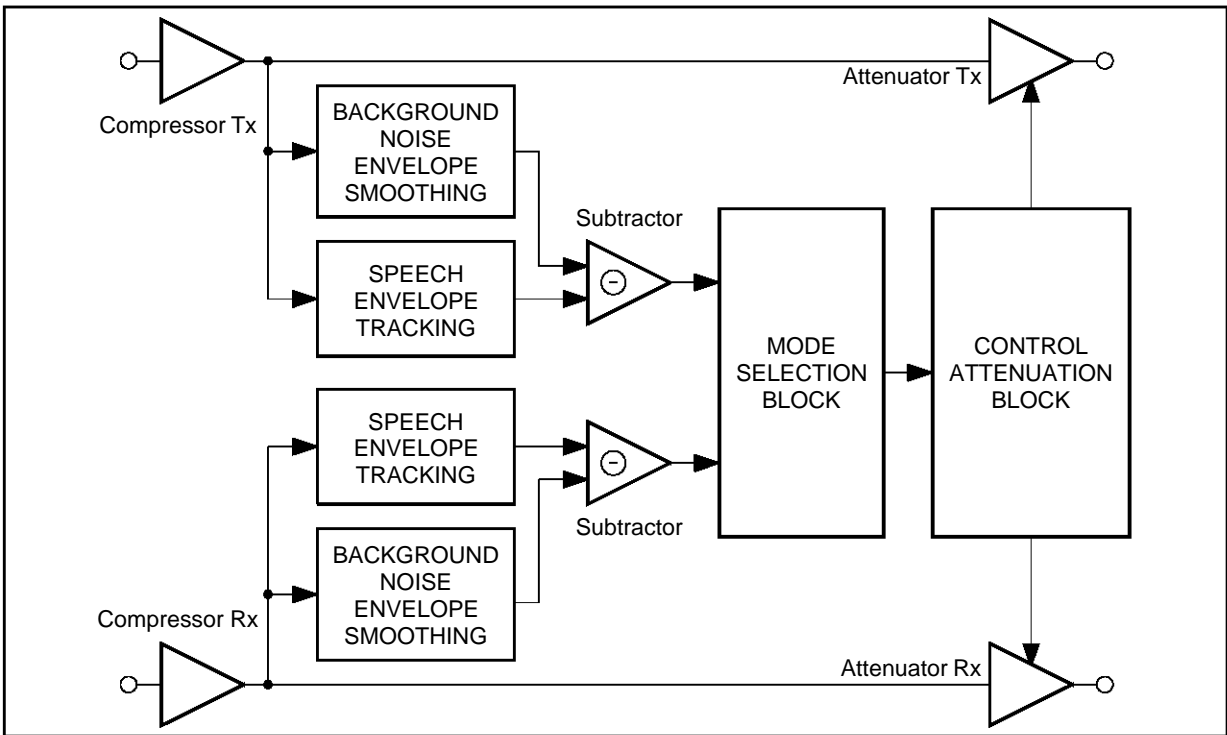 Attenuator Tx
Compressor Tx
BACKGROUND
NOISE
ENVELOPE
SMOOTHING
Subtractor
−
SPEECH
ENVELOPE
TRACKING
MODE
SELECTION
BLOCK
CONTROL
ATTENUATION
BLOCK
SPEECH
ENVELOPE
TRACKING
−
Subtractor
BACKGROUND
NOISE
ENVELOPE
SMOOTHING
Compressor Rx
Attenuator Rx